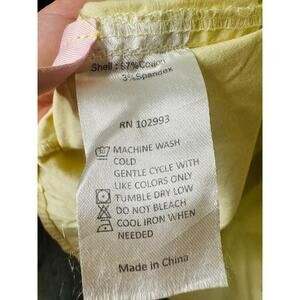 Shell : 97%Cotton
3%Spandex
RN 102993
MACHINE WASH
COLD
GENTLE CYCLE WITH
LIKE COLORS ONLY
TUMBLE DRY LOW
DO NOT BLEACH
COOL IRON WHEN
NEEDED
Made in China